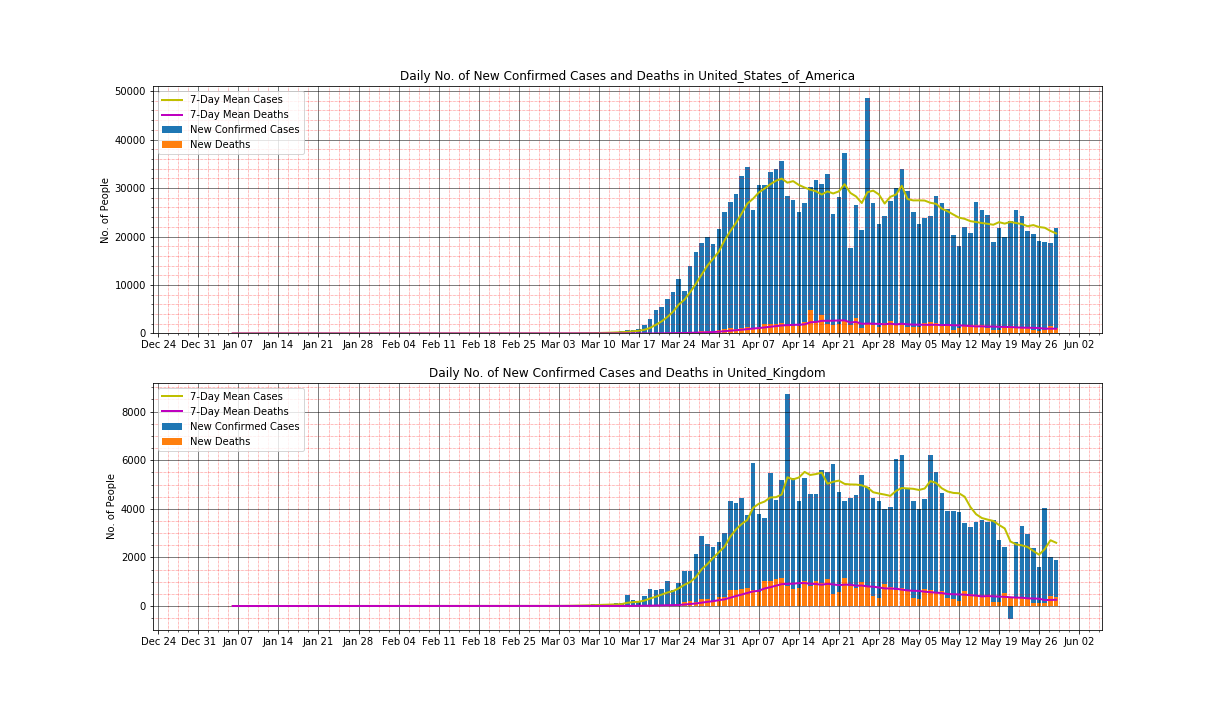 Daily No. of New Confirmed Cases and Deaths in United_States_of_America
7-Day Mean Cases
7-Day Mean Deaths
New Confirmed Cases
New Deaths
No. of People
50000
40000
30000
20000
10000
0
Dec 24 Dec 31 Jan 07 Jan 14 Jan 21 Jan 28 Feb 04 Feb 11 Feb 18 Feb 25 Mar 03 Mar 10 Mar 17 Mar 24 Mar 31 Apr 07 Apr 14 Apr 21 Apr 28 May 05 May 12 May 19 May 26 Jun 02
Daily No. of New Confirmed Cases and Deaths in United_Kingdom
7-Day Mean Cases
7-Day Mean Deaths
New Confirmed Cases
New Deaths
No. of People
8000
6000
4000
2000
0
Dec 24 Dec 31 Jan 07 Jan 14 Jan 21 Jan 28 Feb 04 Feb 11 Feb 18 Feb 25 Mar 03 Mar 10 Mar 17 Mar 24 Mar 31 Apr 07 Apr 14 Apr 21 Apr 28 May 05 May 12 May 19 May 26 Jun 02